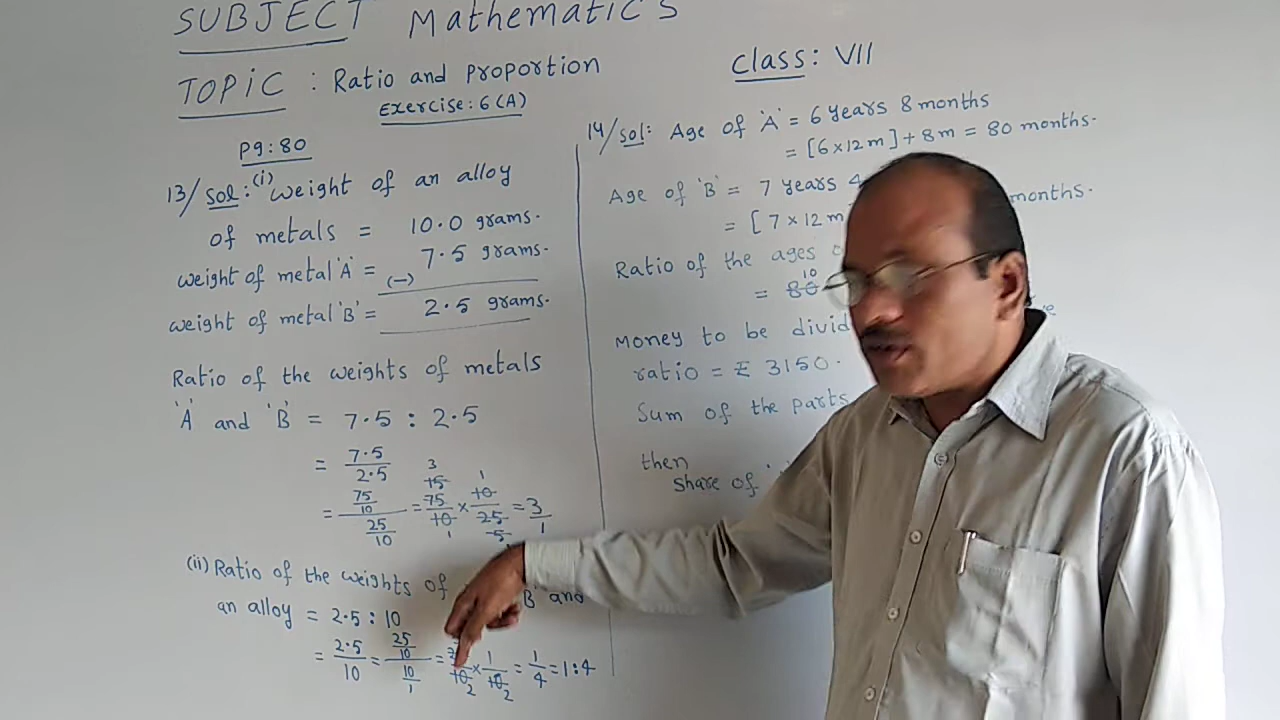 SUBJECT Mathematics
TOPIC : Ratio and proportion
Exercise: 6(A)
Class: VII
Pg: 80
13/ Sol: (i) Weight of an alloy
of metals = 10.0 grams.
weight of metal 'A' = 7.5 grams.
(-)
weight of metal 'B' = 2.5 grams.
Ratio of the weights of metals
'A' and 'B' = 7.5 : 2.5
= 7.5/2.5
= 75/10 / 25/10 = 75/10 × 10/25 = 3/1
(ii) Ratio of the weights of 'B' and
an alloy = 2.5 : 10
= 2.5/10 = 25/10 / 10/1 = × 1/10 = 1/4 = 1:4
14/ sol: Age of 'A' = 6 years 8 months
= [6×12m] + 8m = 80 months.
Age of 'B' = 7 years 4
= [7×12m months.
Ratio of the ages
= 80
Money to be
ratio = ₹ 3150.
Sum of the parts
then
Share of